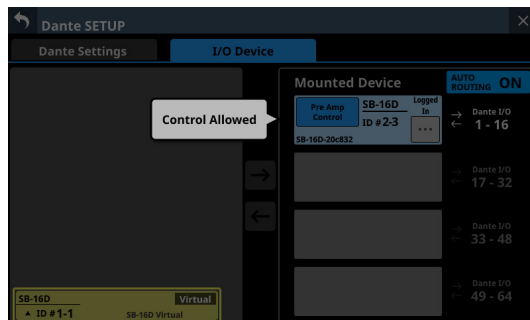 Dante SETUP
Dante Settings
I/O Device
Mounted Device
AUTO ROUTING ON
Control Allowed
Pre Amp Control
SB-16D
ID #2-3
Logged In
...
SB-16D-20c832
Dante I/O
1 - 16
Dante I/O
17 - 32
Dante I/O
33 - 48
Dante I/O
49 - 64
SB-16D
Virtual
ID #1-1
SB-16D Virtual